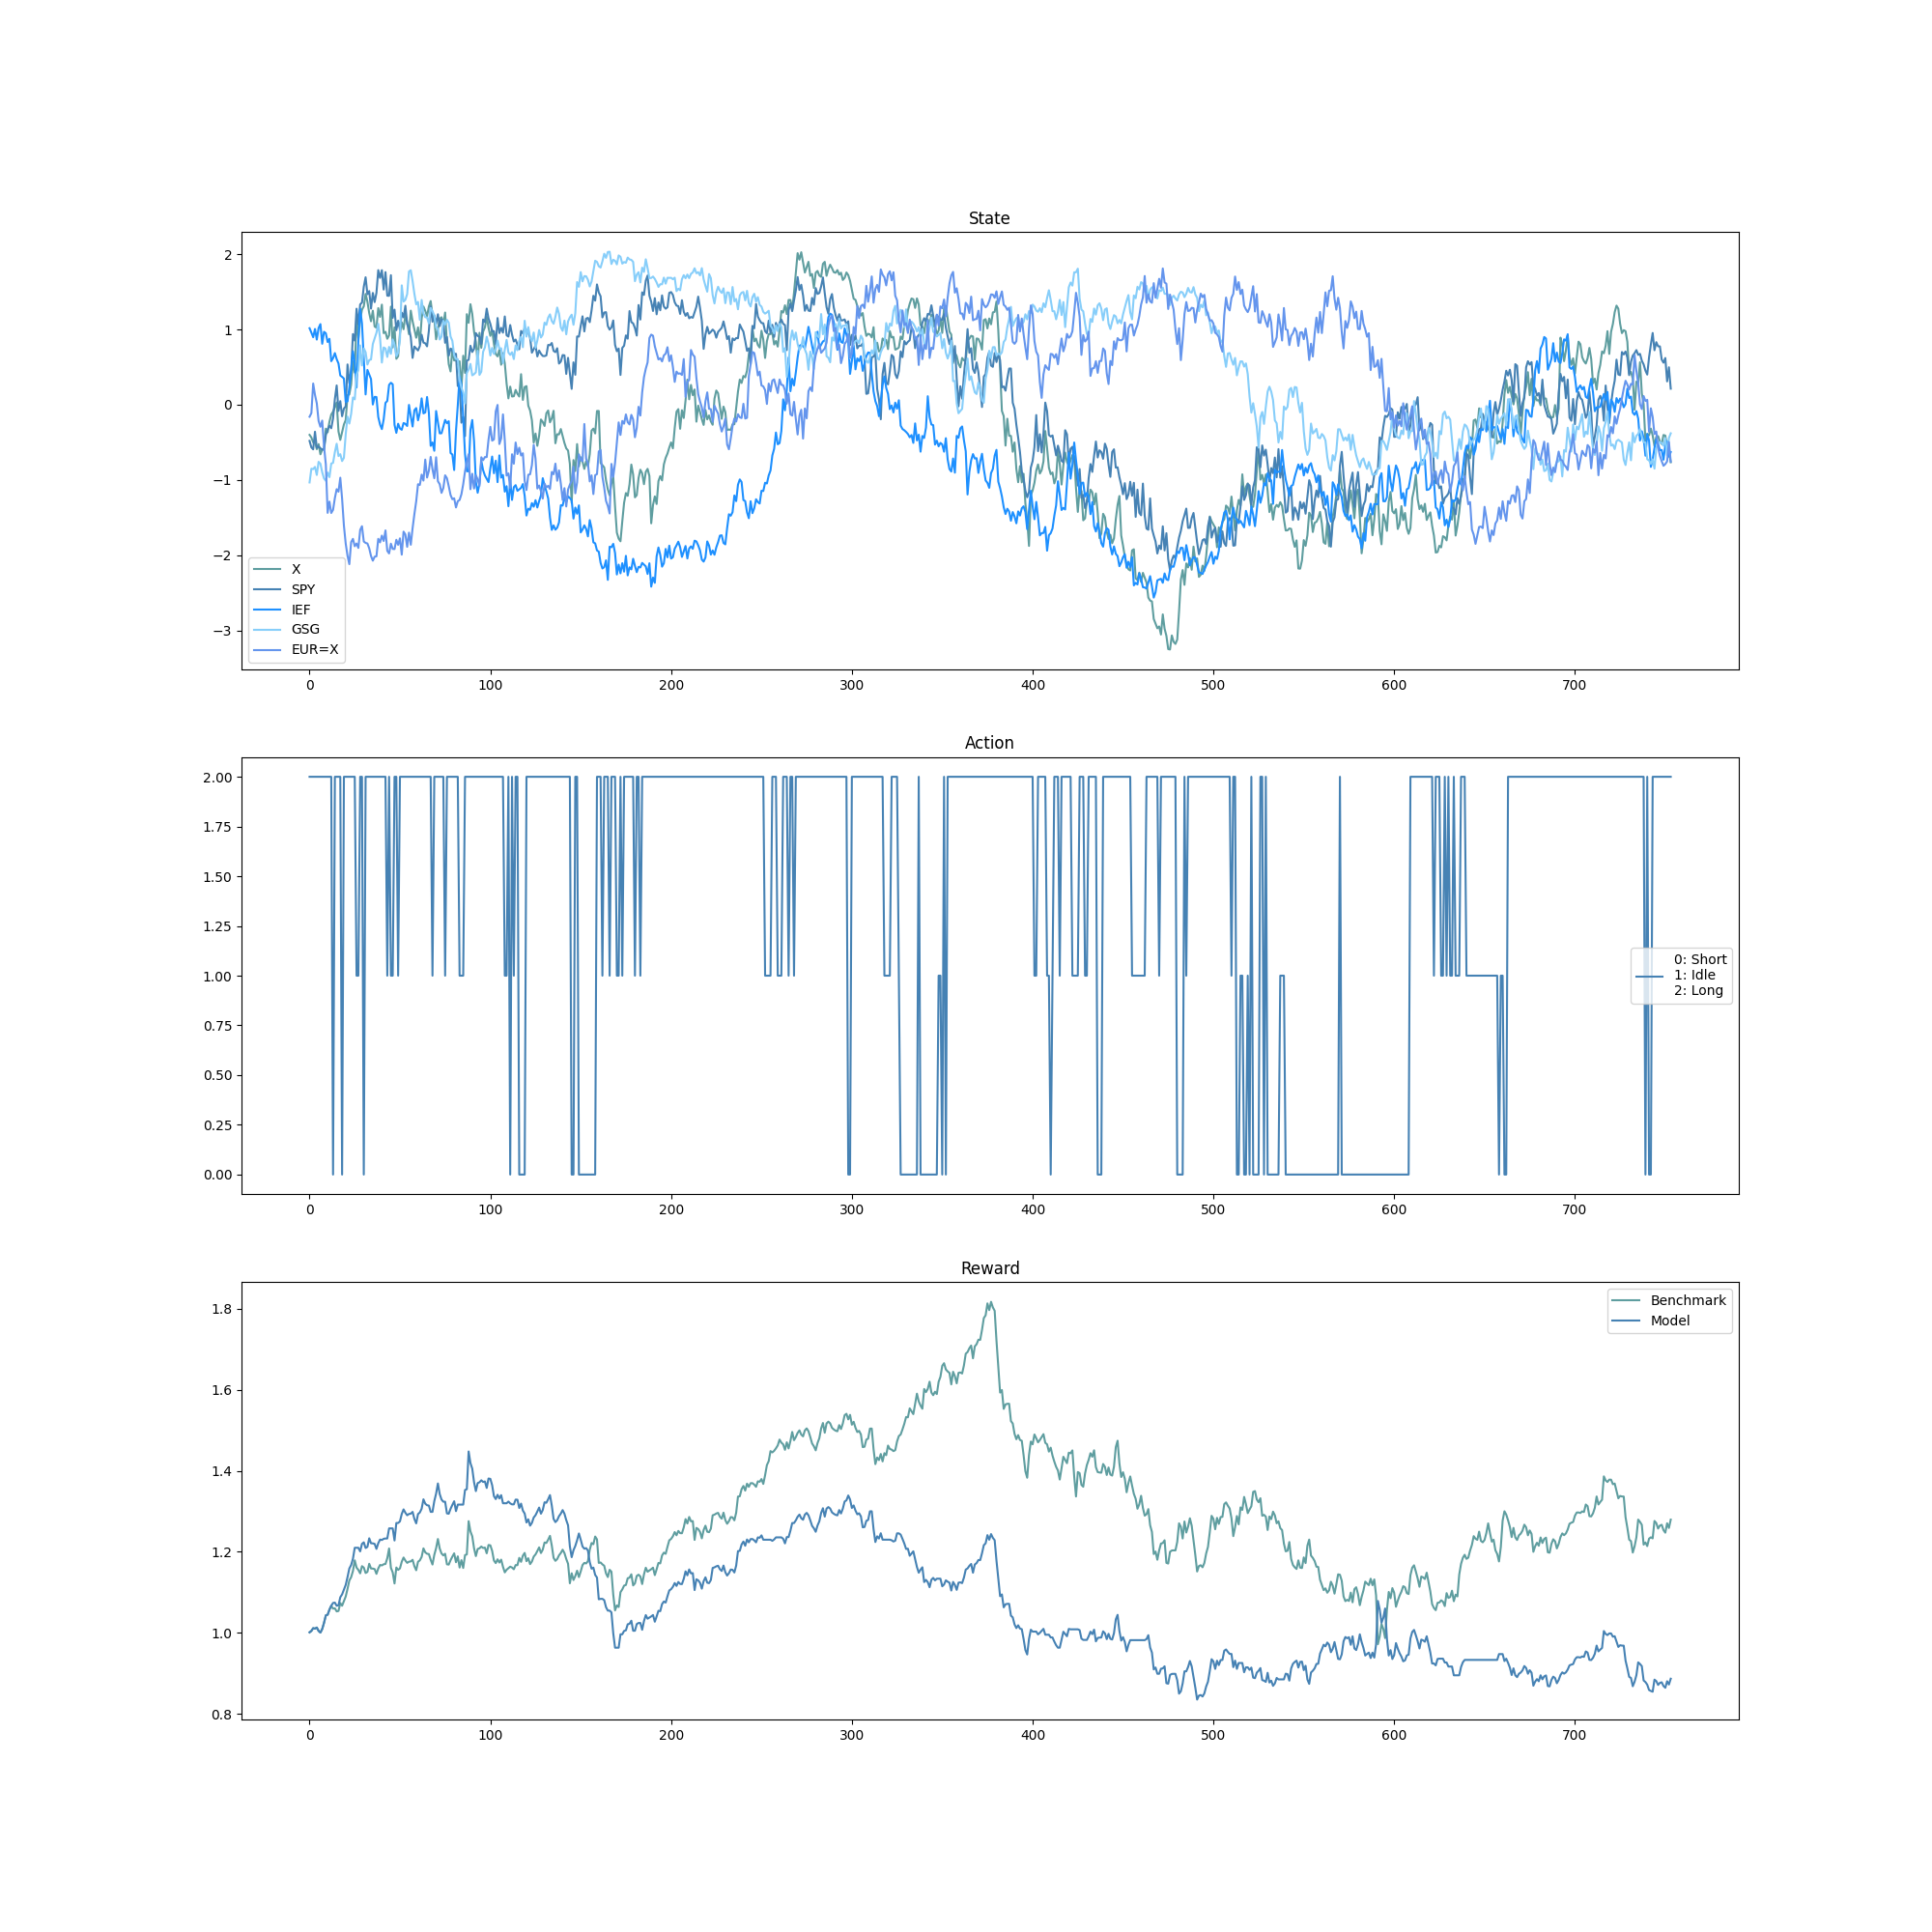 State
2
1
0
−1
−2
−3
X
SPY
IEF
GSG
EUR=X
0 100 200 300 400 500 600 700
Action
2.00
1.75
1.50
1.25
1.00
0.75
0.50
0.25
0.00
0: Short
1: Idle
2: Long
0 100 200 300 400 500 600 700
Reward
1.8
1.6
1.4
1.2
1.0
0.8
Benchmark
Model
0 100 200 300 400 500 600 700